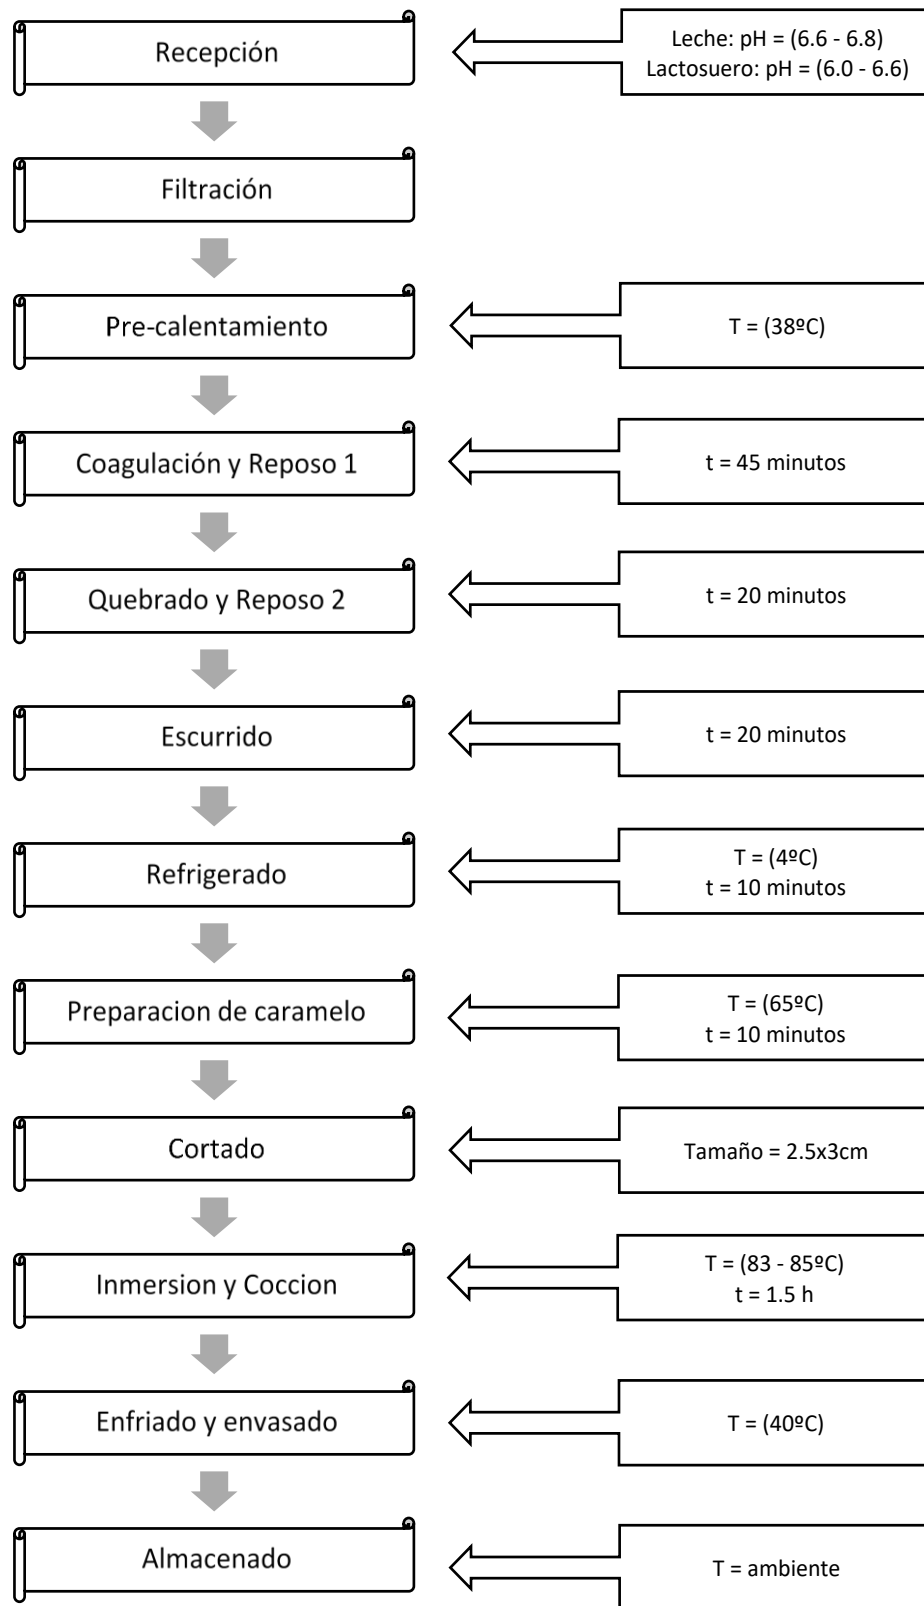 Recepción
Leche: pH = (6.6 - 6.8)
Lactosuero: pH = (6.0 - 6.6)
Filtración
Pre-calentamiento
T = (38ºC)
Coagulación y Reposo 1
t = 45 minutos
Quebrado y Reposo 2
t = 20 minutos
Escurrido
t = 20 minutos
Refrigerado
T = (4ºC)
t = 10 minutos
Preparacion de caramelo
T = (65ºC)
t = 10 minutos
Cortado
Tamaño = 2.5x3cm
Inmersion y Coccion
T = (83 - 85ºC)
t = 1.5 h
Enfriado y envasado
T = (40ºC)
Almacenado
T = ambiente